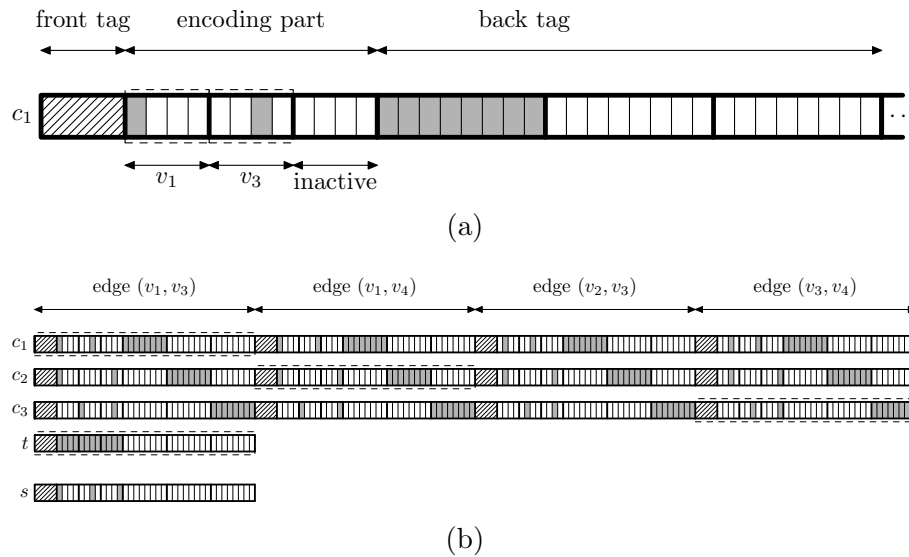 front tag encoding part back tag
c₁ ··
v₁ v₃ inactive
(a)
edge (v₁, v₃) edge (v₁, v₄) edge (v₂, v₃) edge (v₃, v₄)
c₁
c₂
c₃
t
s
(b)